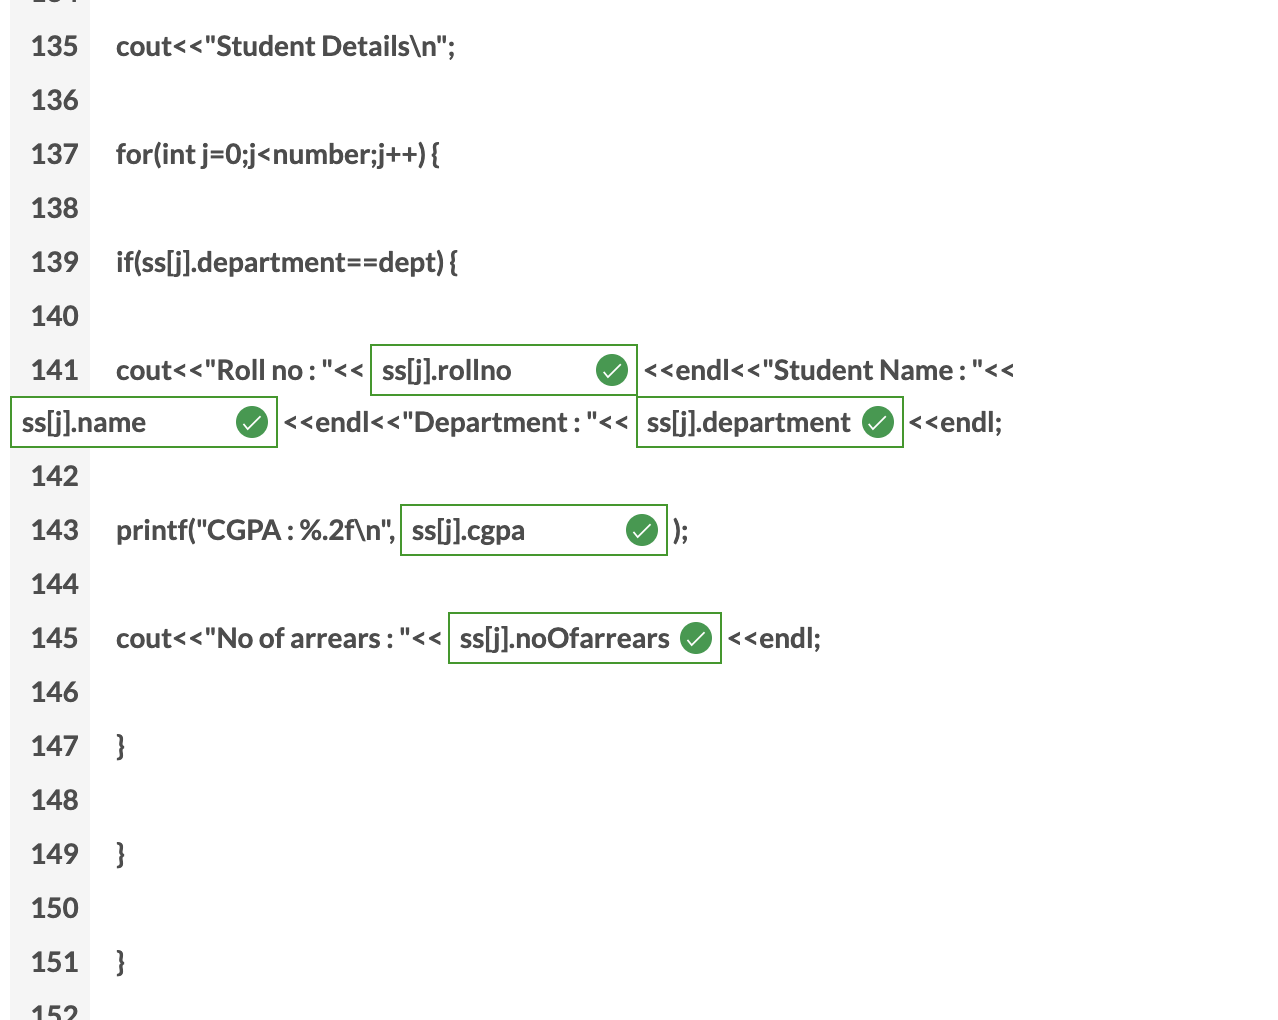 135 cout<<"Student Details\n";
136
137 for(int j=0;j<number;j++) {
138
139 if(ss[j].department==dept) {
140
141 cout<<"Roll no : "<< ss[j].rollno <<endl<<"Student Name : "<<
ss[j].name <<endl<<"Department : "<< ss[j].department <<endl;
142
143 printf("CGPA : %.2f\n", ss[j].cgpa );
144
145 cout<<"No of arrears : "<< ss[j].noOfarrears <<endl;
146
147 }
148
149 }
150
151 }
152